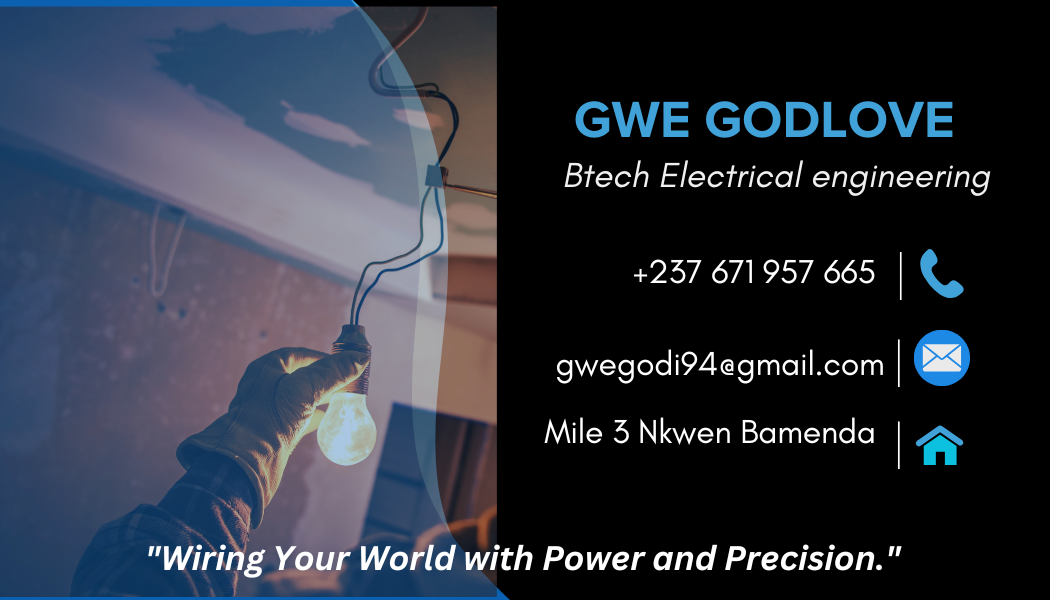 GWE GODLOVE
Btech Electrical engineering
+237 671 957 665
gwegodi94@gmail.com
Mile 3 Nkwen Bamenda
"Wiring Your World with Power and Precision."